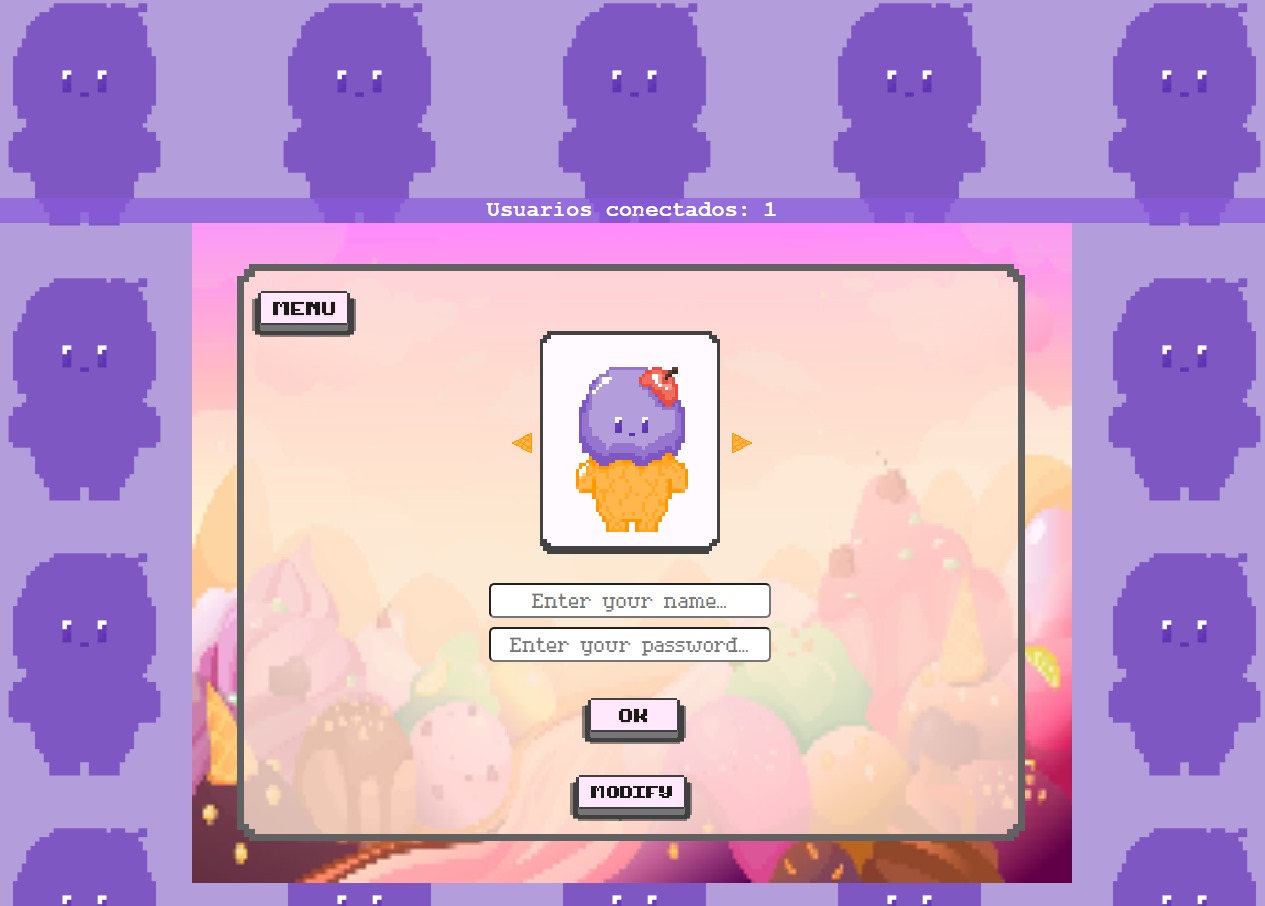 Usuarios conectados: 1
MENU
Enter your name…
Enter your password…
OK
MODIFY